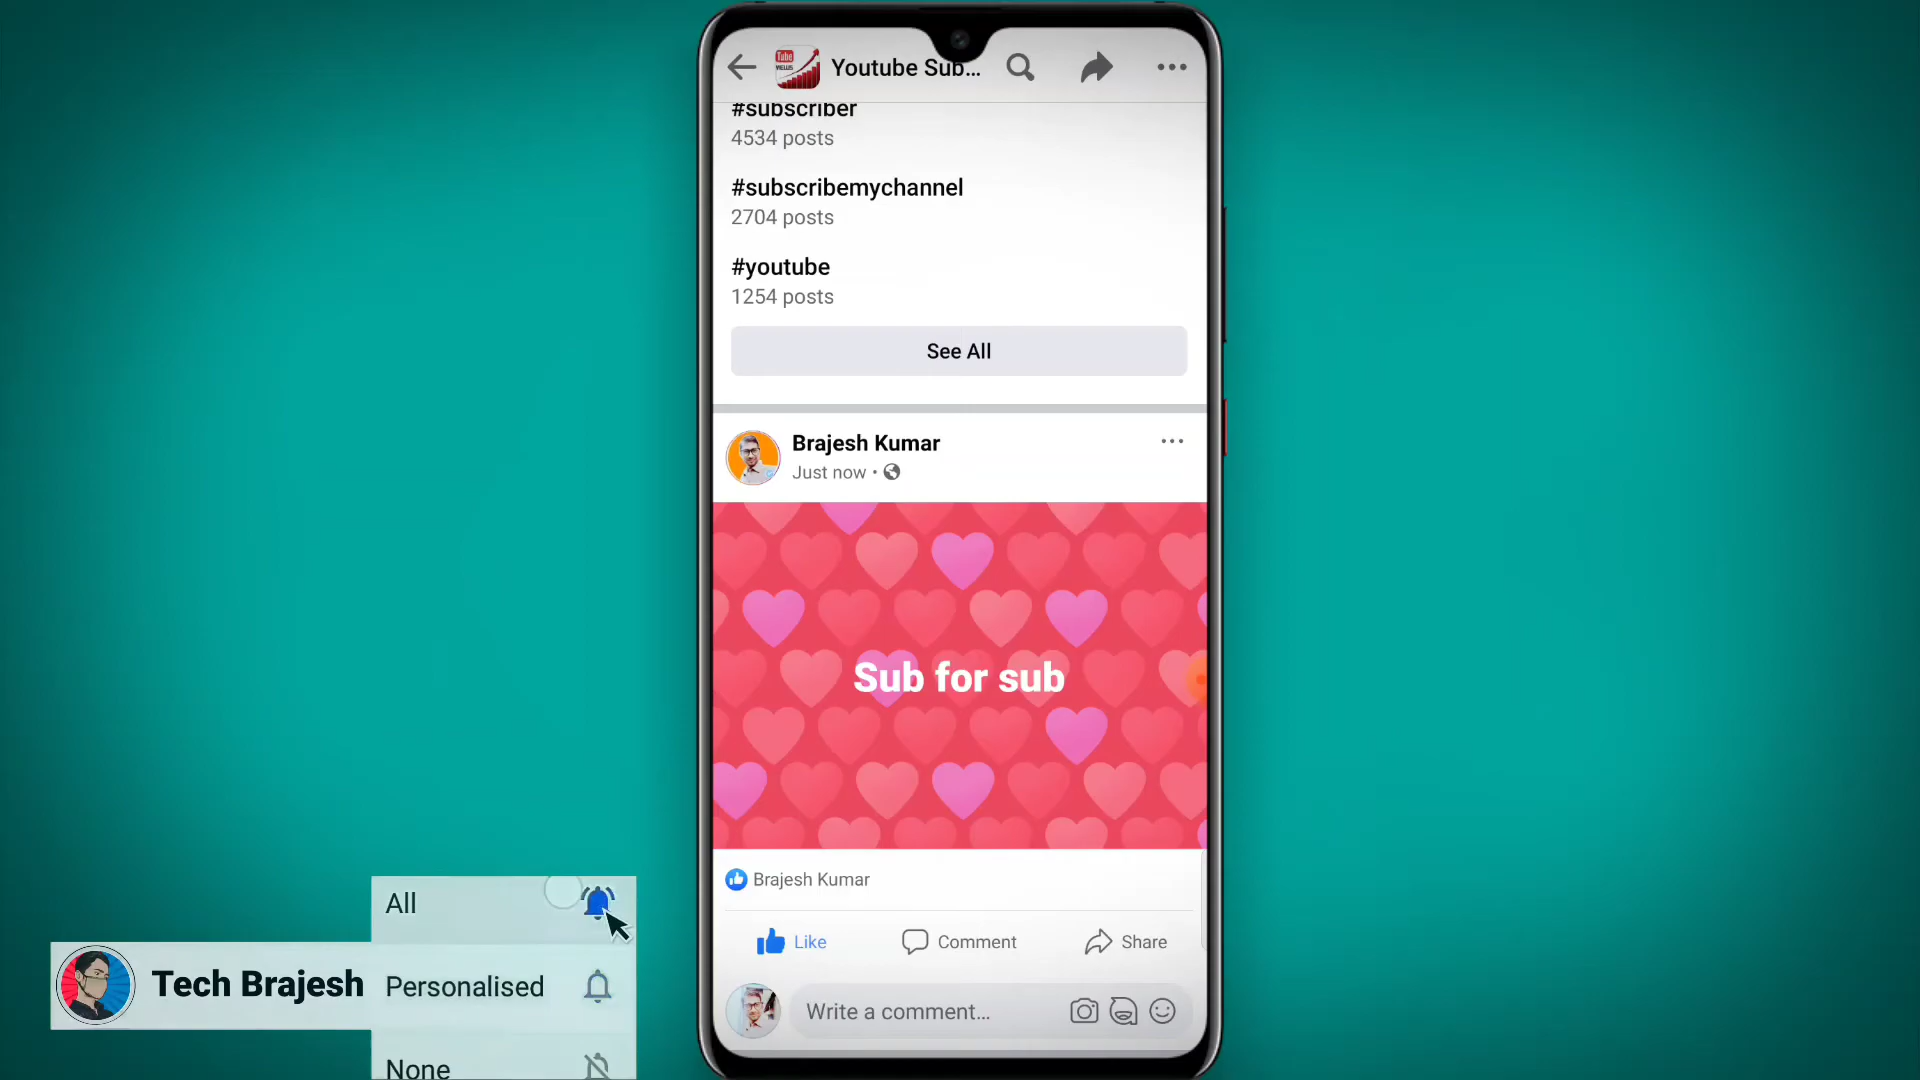 Youtube Sub...
#subscriber
4534 posts
#subscribemychannel
2704 posts
#youtube
1254 posts
See All
Brajesh Kumar
Just now
Sub for sub
Brajesh Kumar
Like
Comment
Share
Write a comment...
All
Tech Brajesh
Personalised
None